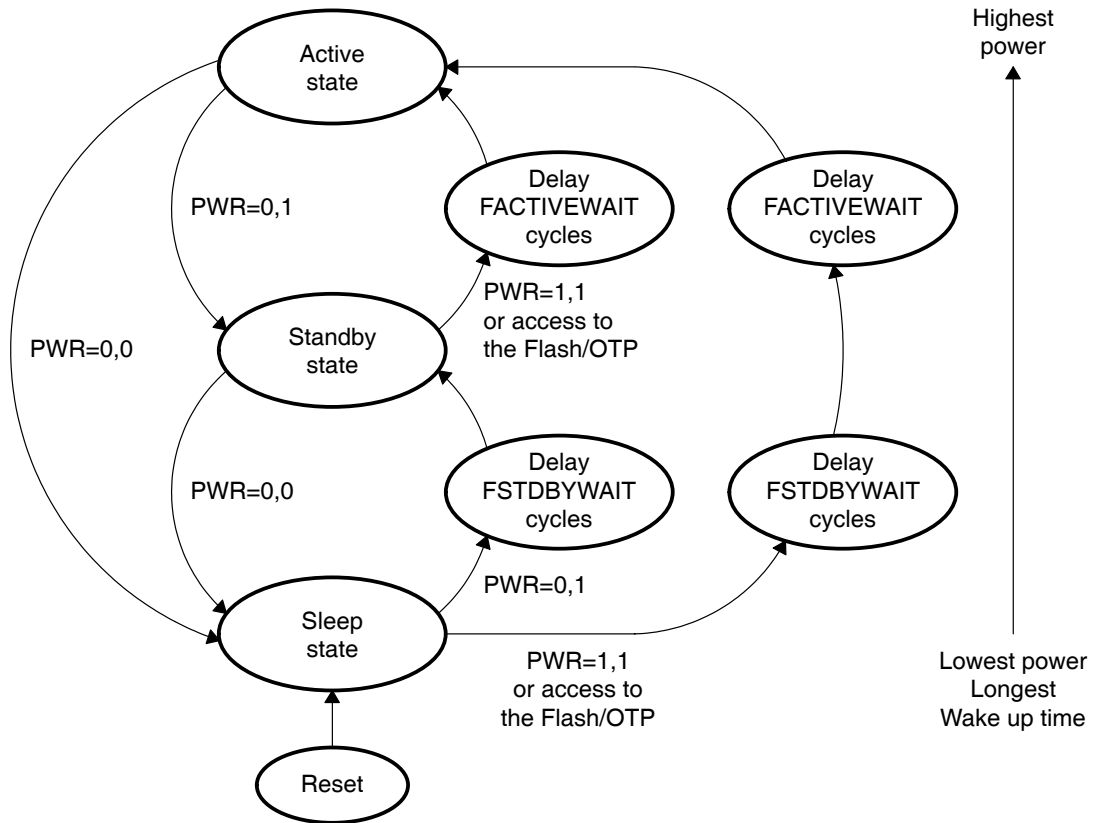 Highest
power
Active
state
Delay
FACTIVEWAIT
cycles
Delay
FACTIVEWAIT
cycles
PWR=0,1
PWR=1,1
or access to
the Flash/OTP
Standby
state
PWR=0,0
Delay
FSTDBYWAIT
cycles
Delay
FSTDBYWAIT
cycles
PWR=0,0
PWR=0,1
Sleep
state
PWR=1,1
or access to
the Flash/OTP
Lowest power
Longest
Wake up time
Reset